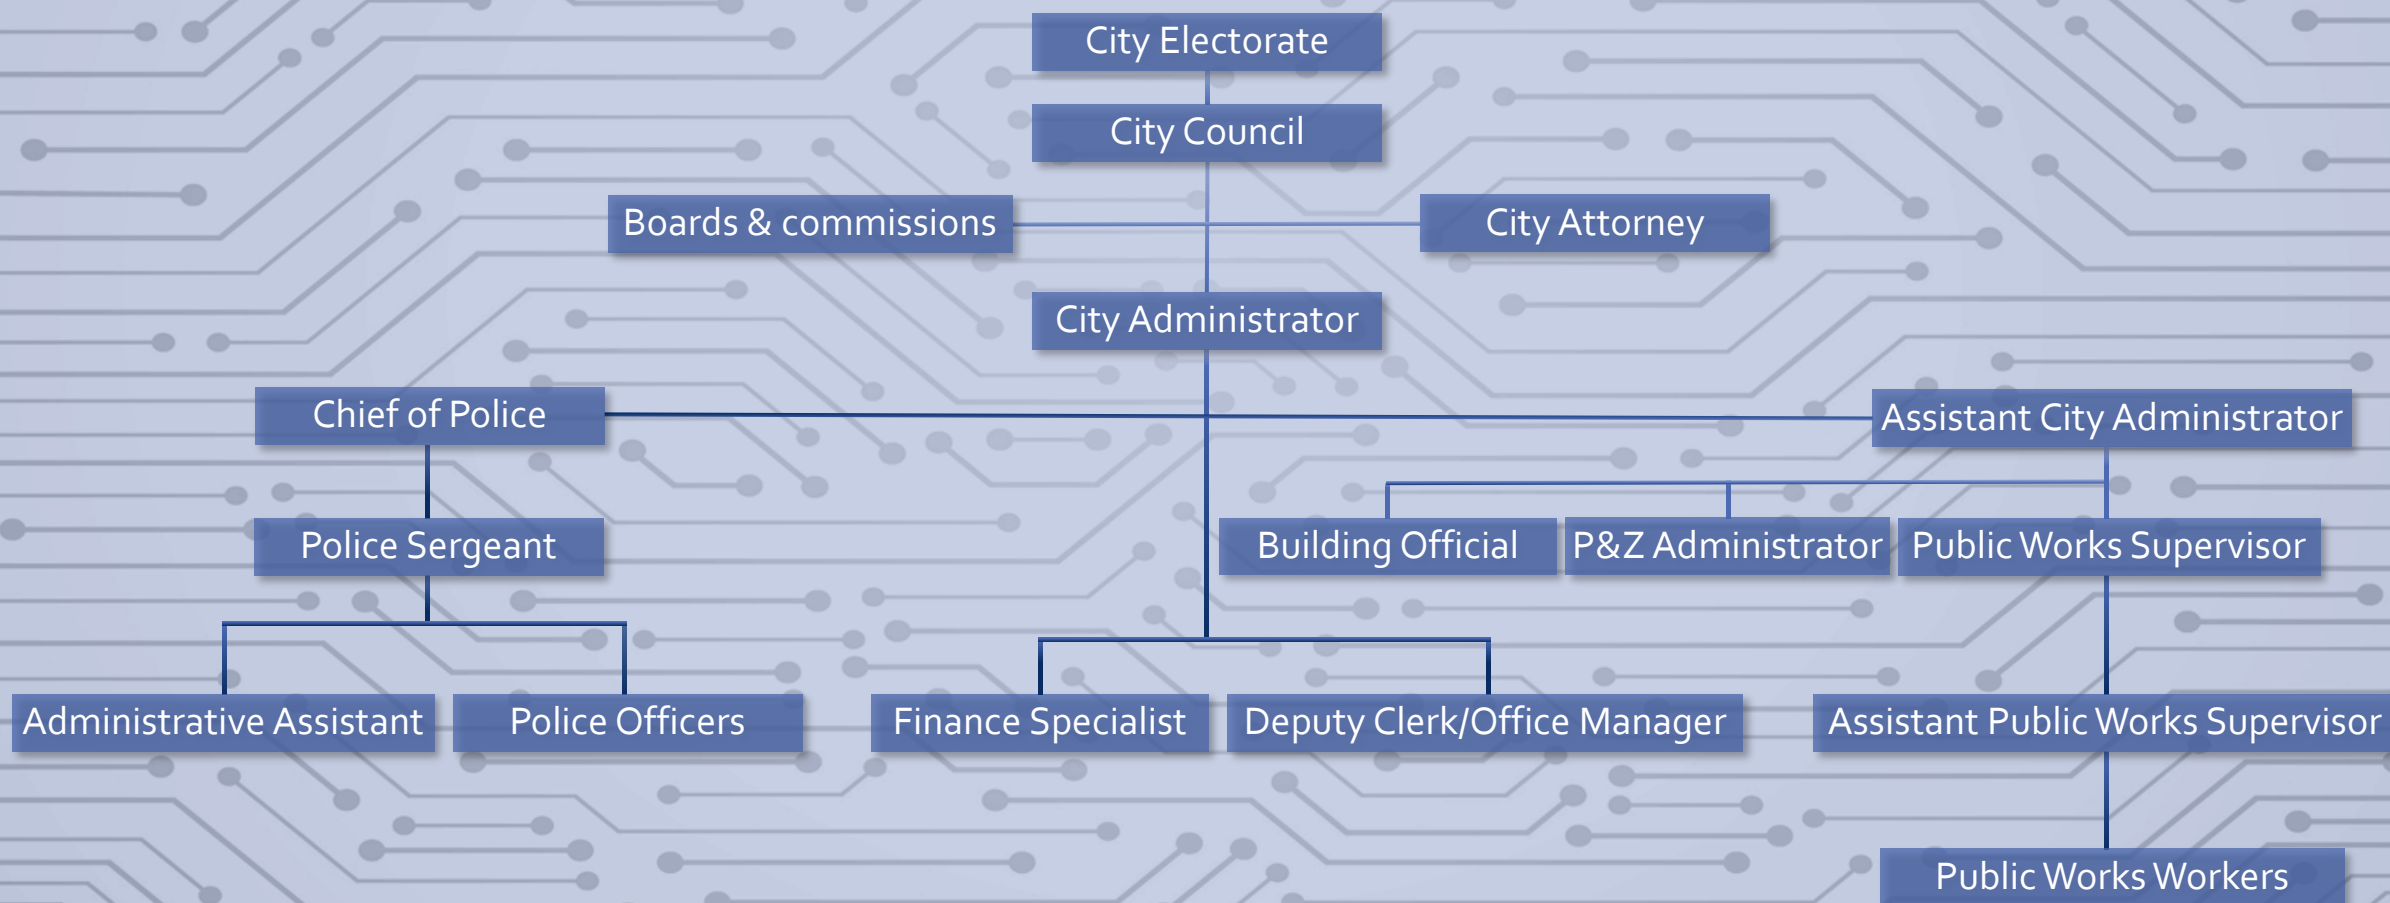 City Electorate
City Council
Boards & commissions
City Attorney
City Administrator
Chief of Police
Assistant City Administrator
Police Sergeant
Building Official
P&Z Administrator
Public Works Supervisor
Administrative Assistant
Police Officers
Finance Specialist
Deputy Clerk/Office Manager
Assistant Public Works Supervisor
Public Works Workers